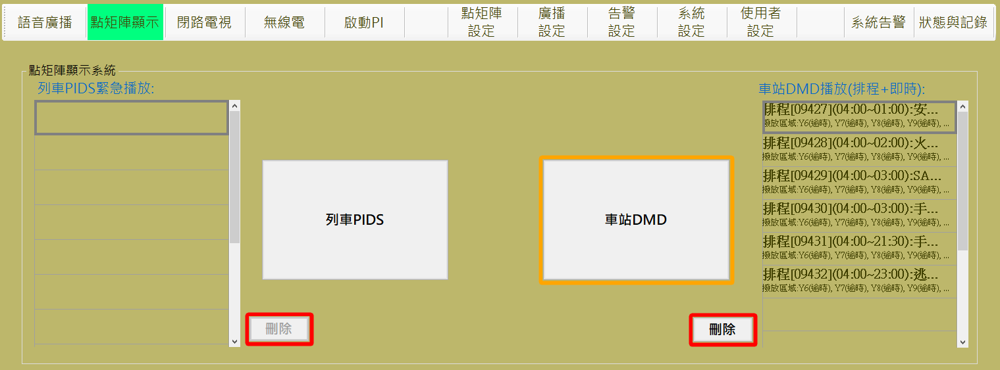 語音廣播
點矩陣顯示
閉路電視
無線電
啟動PI
點矩陣
設定
廣播
設定
告警
設定
系統
設定
使用者
設定
系統告警
狀態與記錄
點矩陣顯示系統
列車PIDS緊急播放:
車站DMD播放(排程+即時):
排程[09427](04:00~01:00):安...
撥放區域:Y6(逾時), Y7(逾時), Y8(逾時), Y9(逾時), ...
排程[09428](04:00~02:00):火...
撥放區域:Y6(逾時), Y7(逾時), Y8(逾時), Y9(逾時), ...
排程[09429](04:00~03:00):SA...
撥放區域:Y6(逾時), Y7(逾時), Y8(逾時), Y9(逾時), ...
排程[09430](04:00~03:00):手...
撥放區域:Y6(逾時), Y7(逾時), Y8(逾時), Y9(逾時), ...
排程[09431](04:00~21:30):手...
撥放區域:Y6(逾時), Y7(逾時), Y8(逾時), Y9(逾時), ...
排程[09432](04:00~23:00):逃...
撥放區域:Y6(逾時), Y7(逾時), Y8(逾時), Y9(逾時), ...
列車PIDS
車站DMD
刪除
刪除